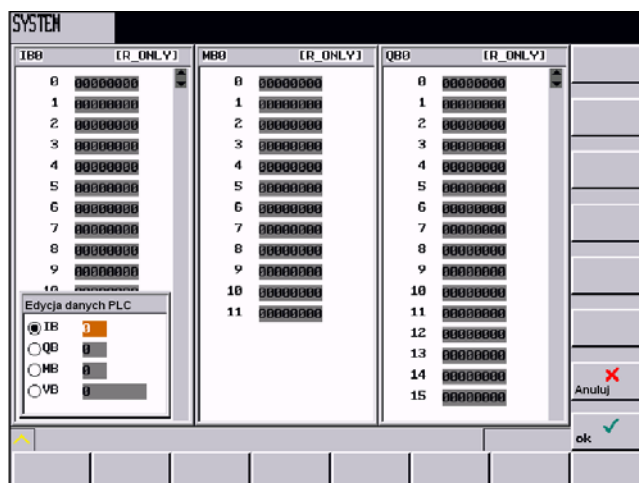 SYSTEM
IB0 [R_ONLY] MB0 [R_ONLY] QB0 [R_ONLY]
0 00000000 0 00000000 0 00000000
1 00000000 1 00000000 1 00000000
2 00000000 2 00000000 2 00000000
3 00000000 3 00000000 3 00000000
4 00000000 4 00000000 4 00000000
5 00000000 5 00000000 5 00000000
6 00000000 6 00000000 6 00000000
7 00000000 7 00000000 7 00000000
8 00000000 8 00000000 8 00000000
9 00000000 9 00000000 9 00000000
10 10 00000000 10 00000000
Edycja danych PLC 11 00000000 11 00000000
IB 0 12 00000000
QB 0 13 00000000
MB 0 14 00000000
VB 0 15 00000000
Anuluj
ok